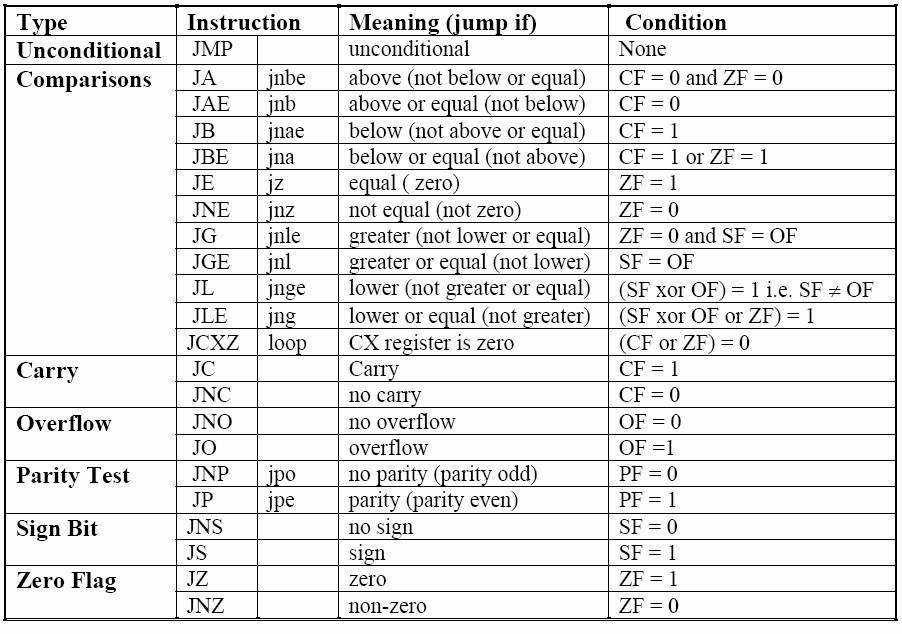 Type Instruction Meaning (jump if) Condition
Unconditional JMP unconditional None
Comparisons JA jnbe above (not below or equal) CF = 0 and ZF = 0
JAE jnb above or equal (not below) CF = 0
JB jnae below (not above or equal) CF = 1
JBE jna below or equal (not above) CF = 1 or ZF = 1
JE jz equal ( zero) ZF = 1
JNE jnz not equal (not zero) ZF = 0
JG jnle greater (not lower or equal) ZF = 0 and SF = OF
JGE jnl greater or equal (not lower) SF = OF
JL jnge lower (not greater or equal) (SF xor OF) = 1 i.e. SF ≠ OF
JLE jng lower or equal (not greater) (SF xor OF or ZF) = 1
JCXZ loop CX register is zero (CF or ZF) = 0
Carry JC Carry CF = 1
JNC no carry CF = 0
Overflow JNO no overflow OF = 0
JO overflow OF =1
Parity Test JNP jpo no parity (parity odd) PF = 0
JP jpe parity (parity even) PF = 1
Sign Bit JNS no sign SF = 0
JS sign SF = 1
Zero Flag JZ zero ZF = 1
JNZ non-zero ZF = 0